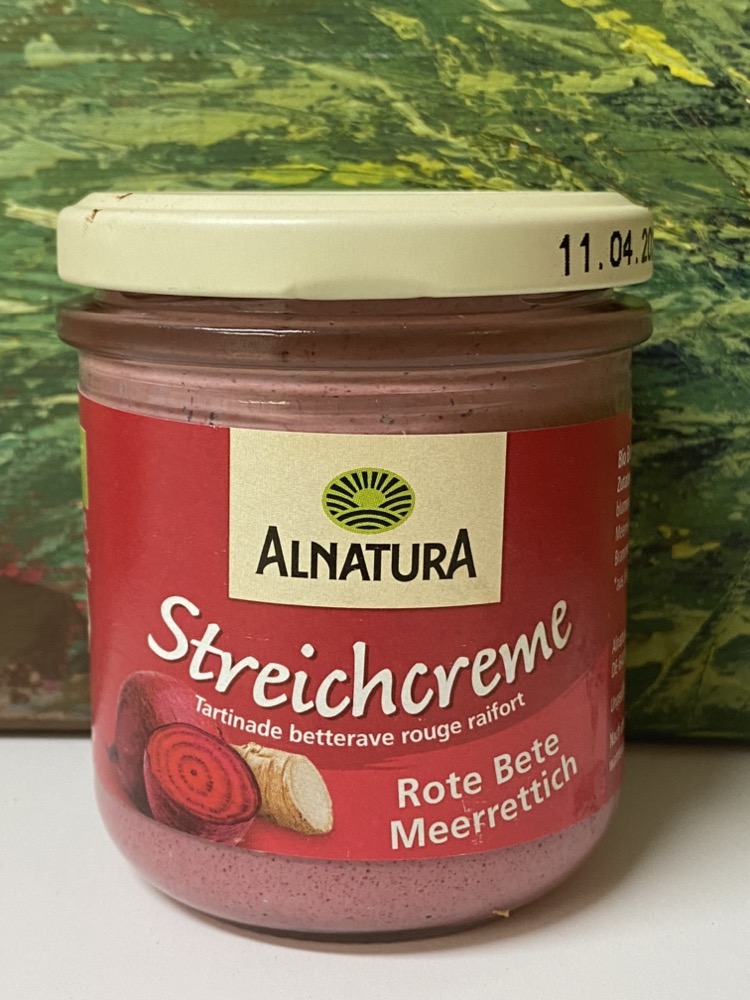 11.04.20
ALNATURA
Streichcreme
Tartinade betterave rouge raifort
Rote Bete
Meerrettich